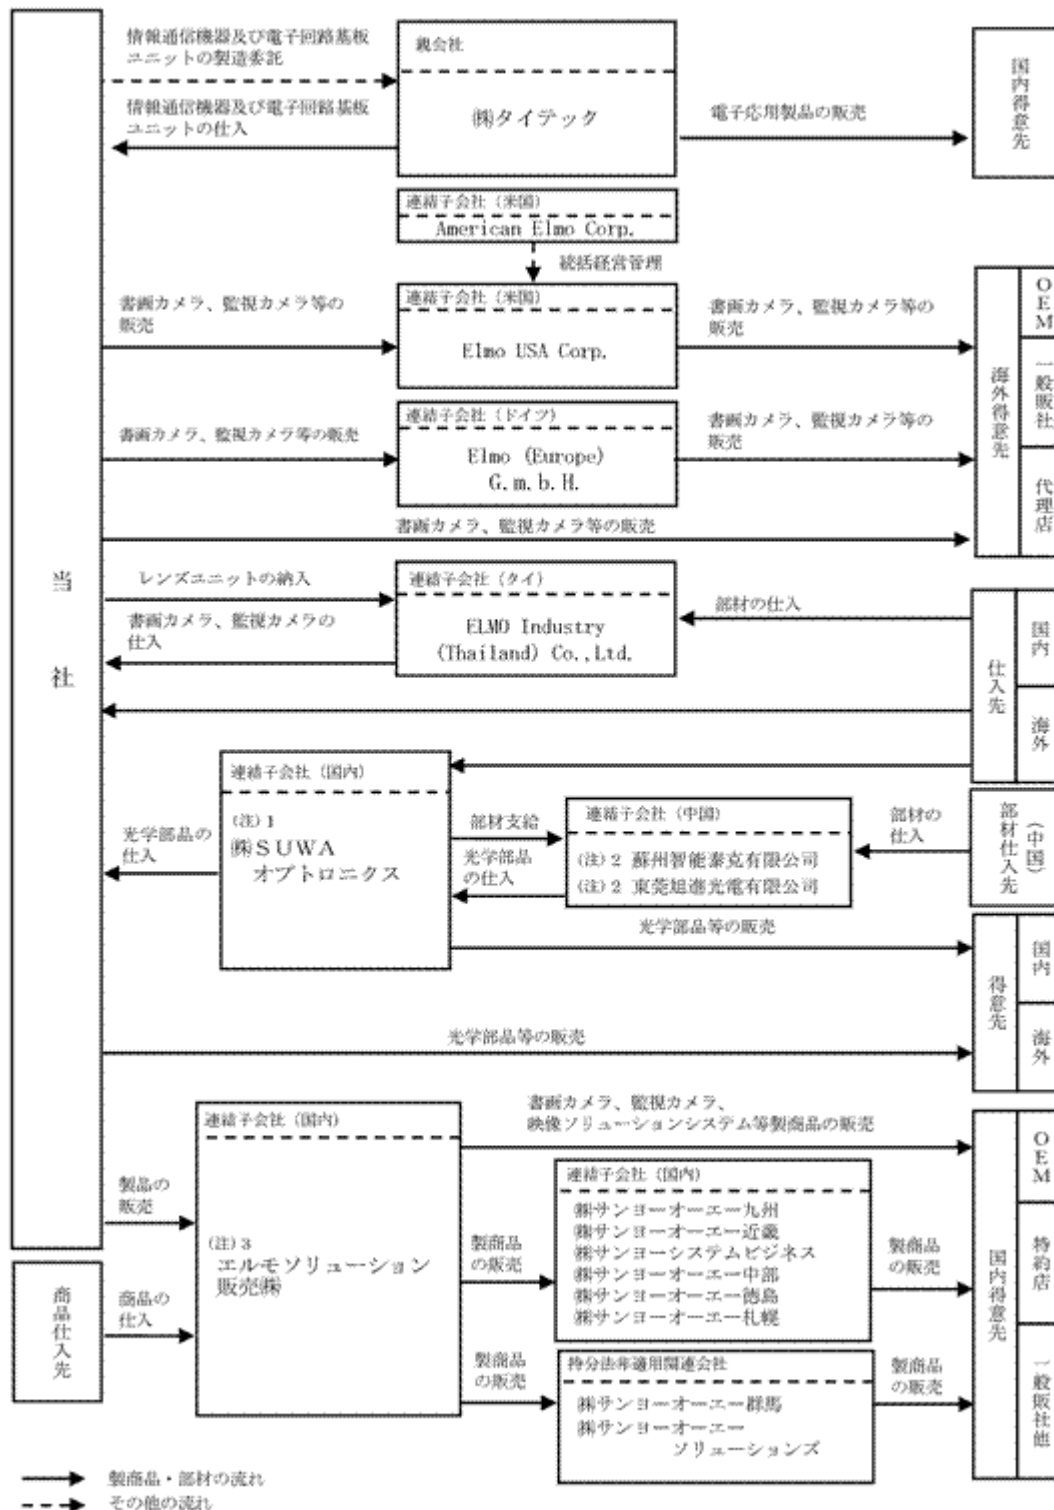 情報通信機器及び電子回路基板
ユニットの製造委託
情報通信機器及び電子回路基板
ユニットの仕入
親会社
㈱タイテック
電子応用製品の販売
国内得意先
連結子会社（米国）
American Elmo Corp.
統括経営管理
書画カメラ、監視カメラ等の
販売
連結子会社（米国）
Elmo USA Corp.
書画カメラ、監視カメラ等の
販売
書画カメラ、監視カメラ等の販売
連結子会社（ドイツ）
Elmo (Europe)
G.m.b.H.
書画カメラ、監視カメラ等の
販売
書画カメラ、監視カメラ等の販売
海外得意先
OEM
一般販社
代理店
当社
レンズユニットの納入
書画カメラ、監視カメラの
仕入
連結子会社（タイ）
ELMO Industry
(Thailand) Co.,Ltd.
部材の仕入
仕入先
国内
海外
光学部品の
仕入
連結子会社（国内）
(注)1
㈱SUWA
オプトロニクス
部材支給
光学部品
の仕入
連結子会社（中国）
(注)2 蘇州智能泰克有限公司
(注)2 東莞旭進光電有限公司
部材の
仕入
部材仕入先
（中国）
光学部品等の販売
得意先
国内
海外
光学部品等の販売
製品の
販売
商品の
仕入
商品仕入先
連結子会社（国内）
(注)3
エルモソリューション
販売㈱
書画カメラ、監視カメラ、
映像ソリューションシステム等製商品の販売
製商品
の販売
連結子会社（国内）
㈱サンヨーオーエー九州
㈱サンヨーオーエー近畿
㈱サンヨーシステムビジネス
㈱サンヨーオーエー中部
㈱サンヨーオーエー徳島
㈱サンヨーオーエー札幌
製商品
の販売
製商品
の販売
持分法非適用関連会社
㈱サンヨーオーエー群馬
㈱サンヨーオーエー
ソリューションズ
製商品
の販売
国内得意先
OEM
特約店
一般販社他
製商品・部材の流れ
その他の流れ